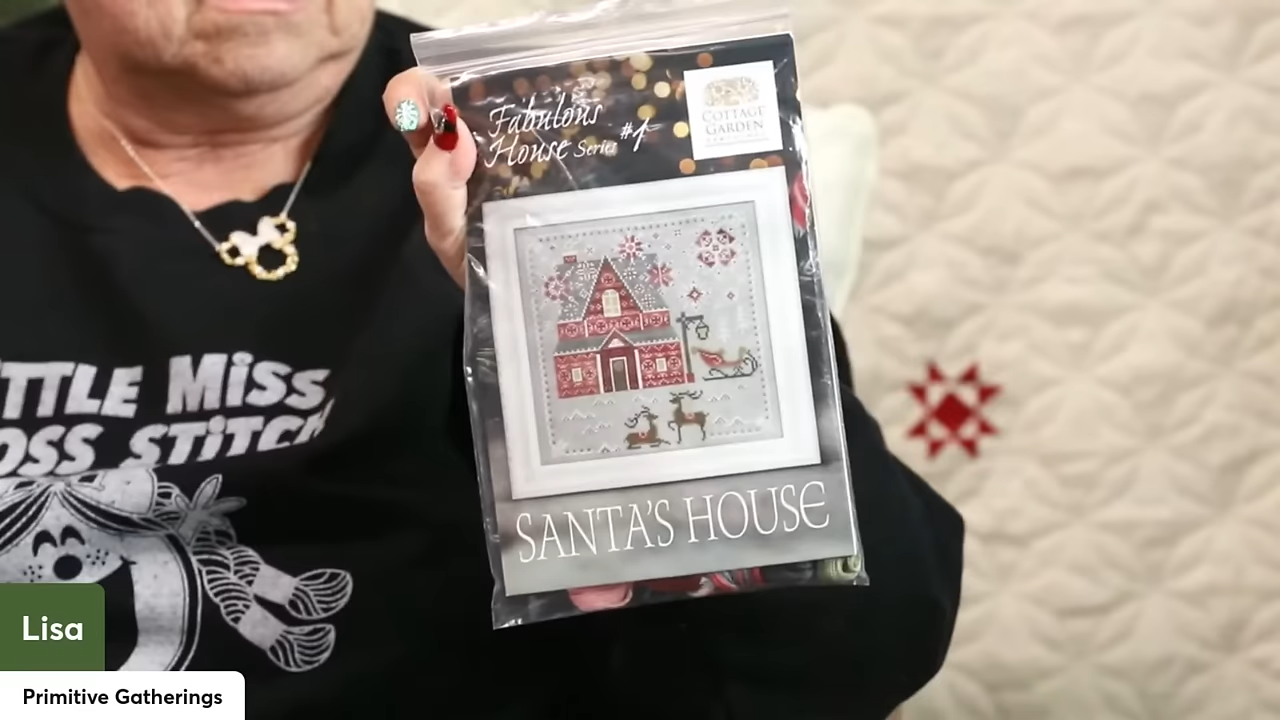 Fabulous
House Series #1
COTTAGE
GARDEN
SANTA'S HOUSE
TTLE MISS
OSS STITCH
Lisa
Primitive Gatherings